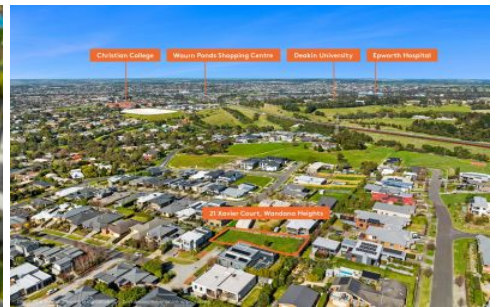 Christian College
Waurn Ponds Shopping Centre
Deakin University
Epworth Hospital
21 Xavier Court, Wandana Heights